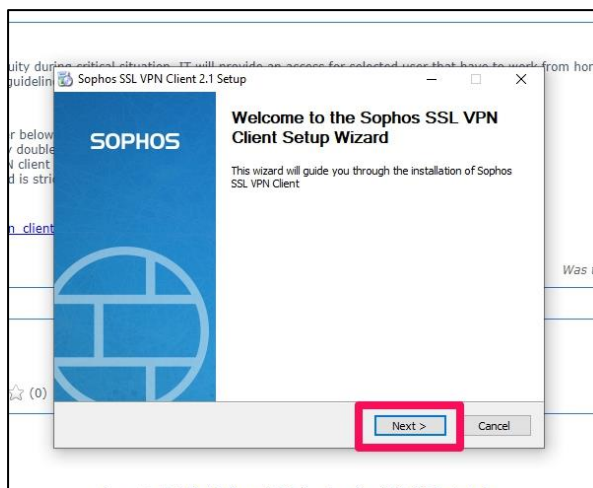 uity during critical situation, IT will provide an access for selected user that have to work from hor
guidelin
Sophos SSL VPN Client 2.1 Setup
r below
SOPHOS
Welcome to the Sophos SSL VPN
Client Setup Wizard
y double
N client
d is stri
This wizard will guide you through the installation of Sophos
SSL VPN Client
n client
Was
(0)
Next >
Cancel